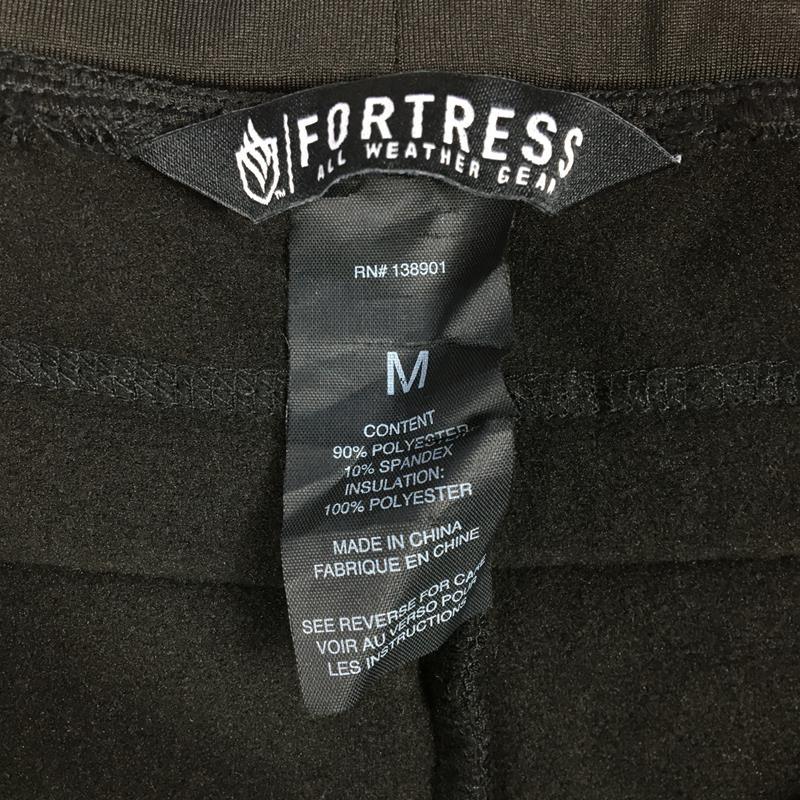 FORTRESS
ALL WEATHER GEAR
TM
RN# 138901
M
CONTENT
90% POLYESTER
10% SPANDEX
INSULATION:
100% POLYESTER
MADE IN CHINA
FABRIQUE EN CHINE
SEE REVERSE FOR CARE
VOIR AU VERSO POUR
LES INSTRUCTIONS